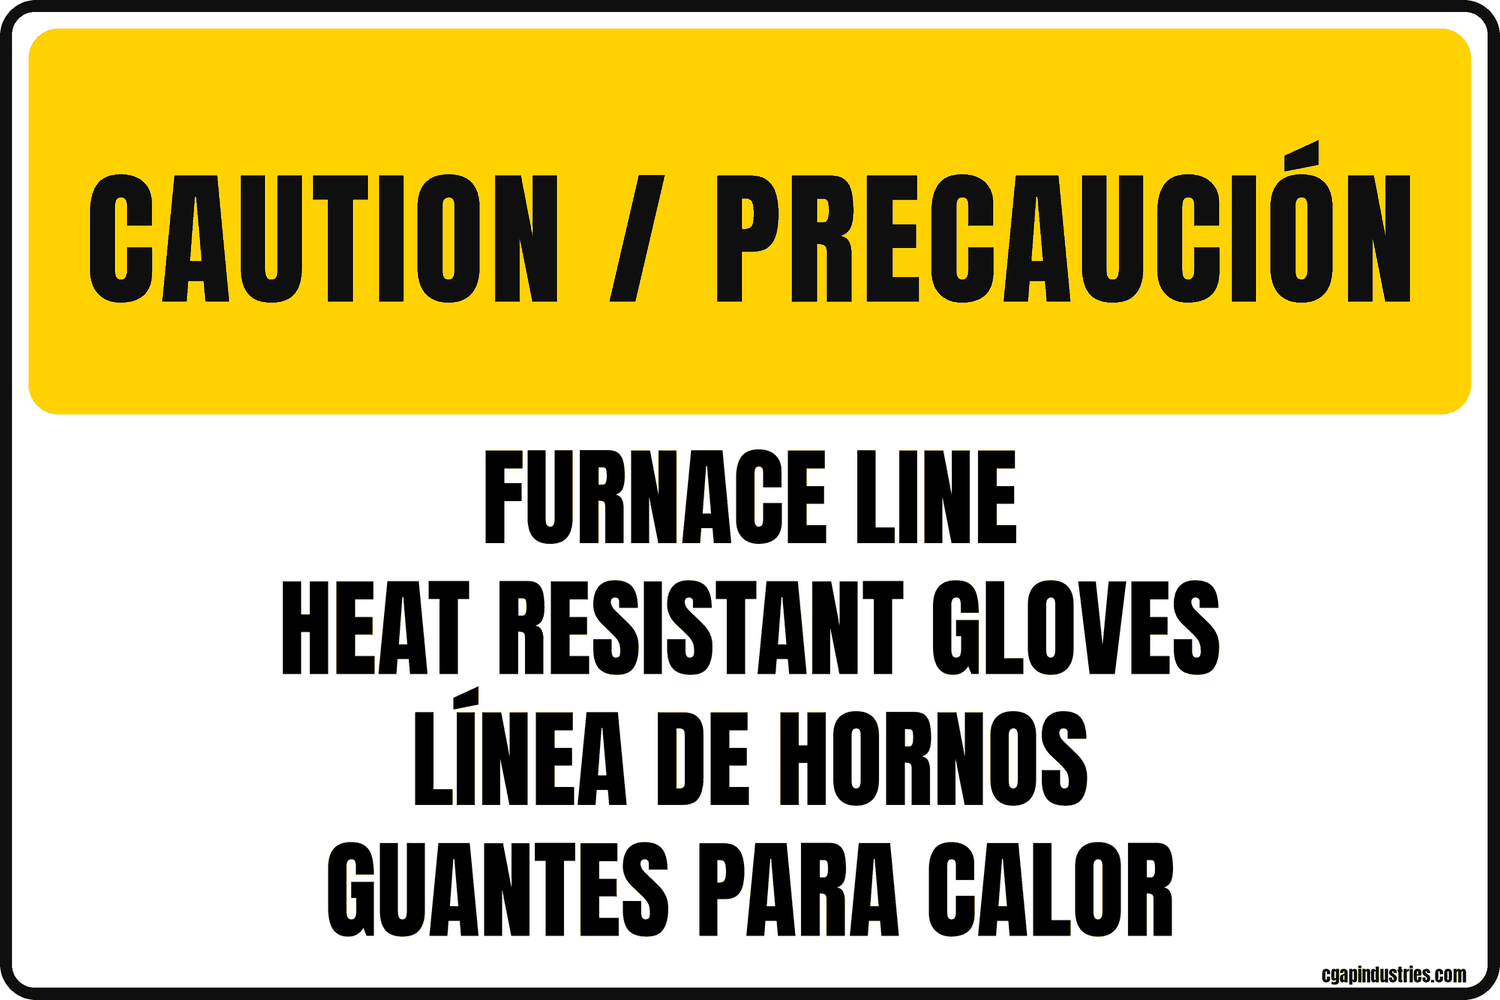 CAUTION / PRECAUCIÓN
FURNACE LINE
HEAT RESISTANT GLOVES
LÍNEA DE HORNOS
GUANTES PARA CALOR
cgapindustries.com